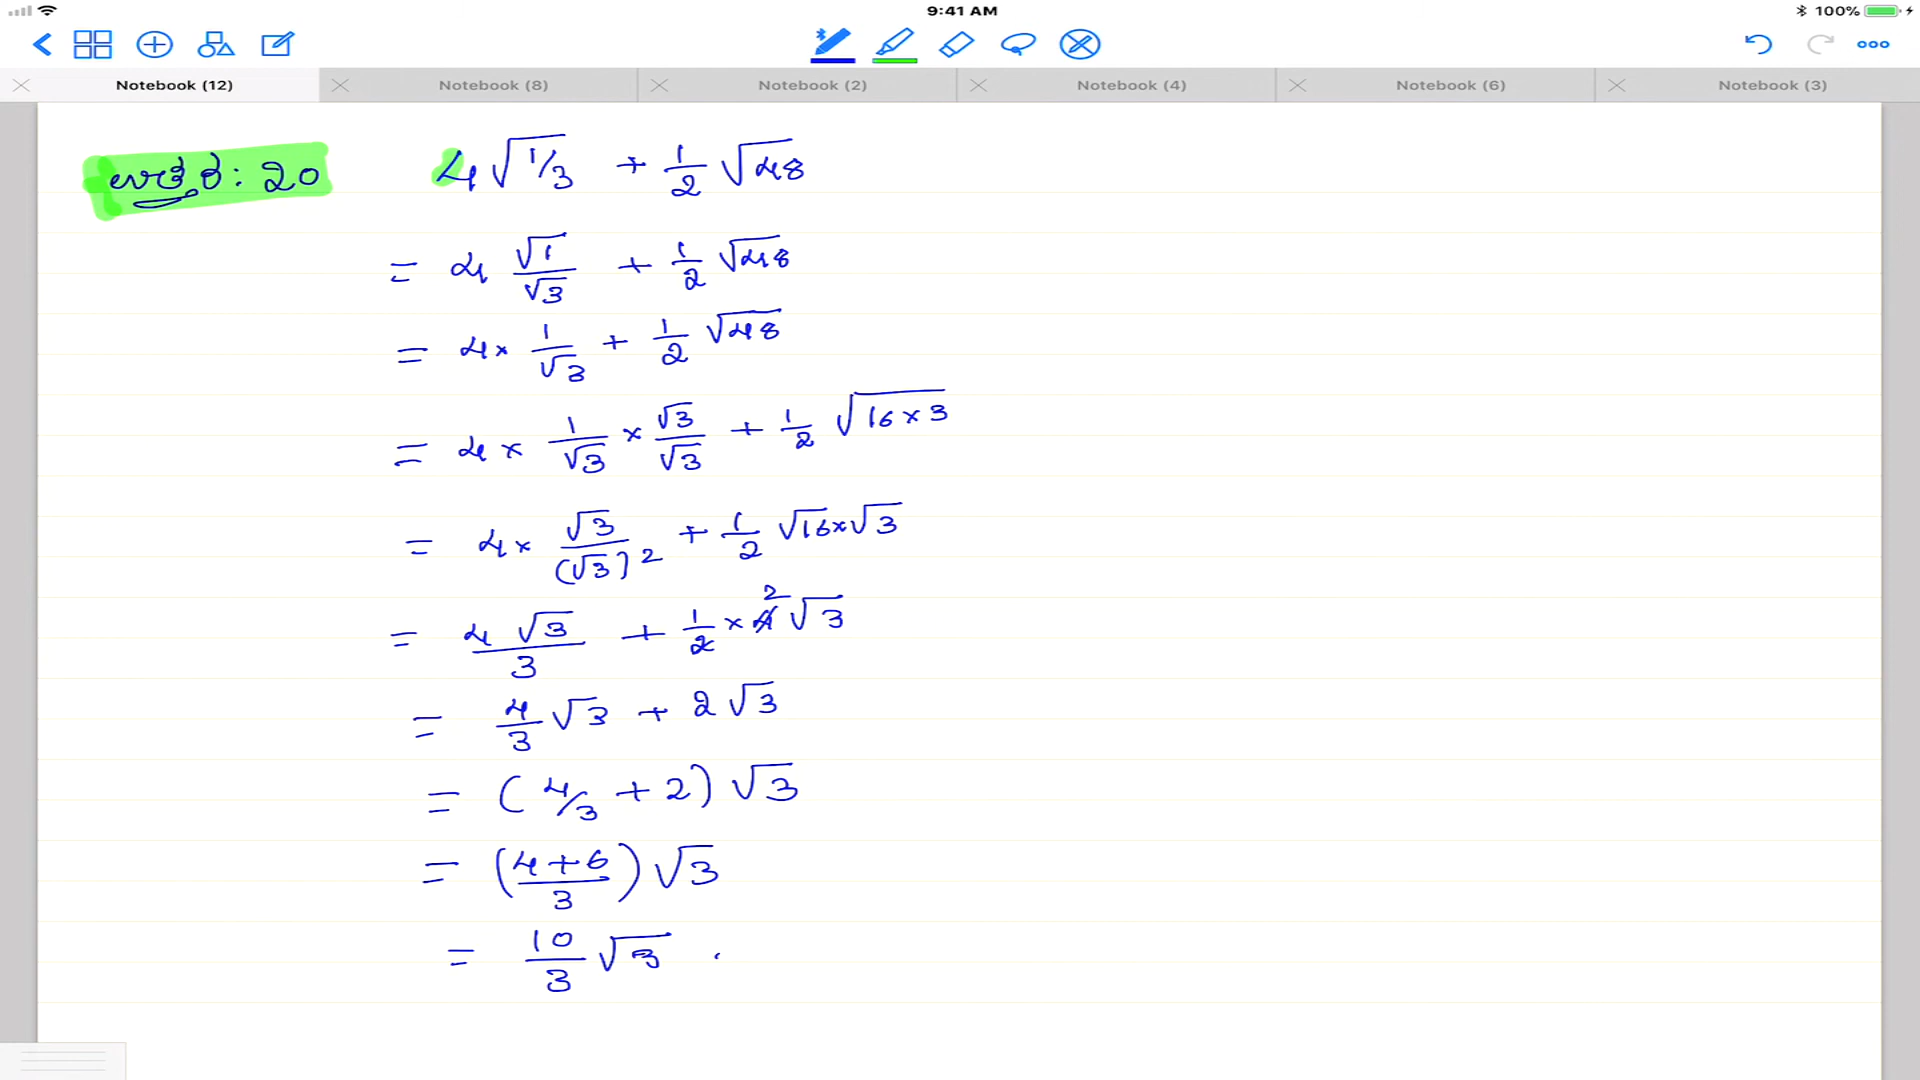 9:41 AM
100%
Notebook (12) Notebook (8) Notebook (2) Notebook (4) Notebook (6) Notebook (3)
ಉತ್ತರ: 20 4√1/3 + 1/2 √48
= 4 √1/√3 + 1/2 √48
= 4 × 1/√3 + 1/2 √48
= 4 × 1/√3 × √3/√3 + 1/2 √16×3
= 4 × √3/(√3)² + 1/2 √16×√3
= 4√3/3 + 1/2 × 4 2 √3
= 4/3 √3 + 2√3
= (4/3 + 2) √3
= (4+6/3) √3
= 10/3 √3 .